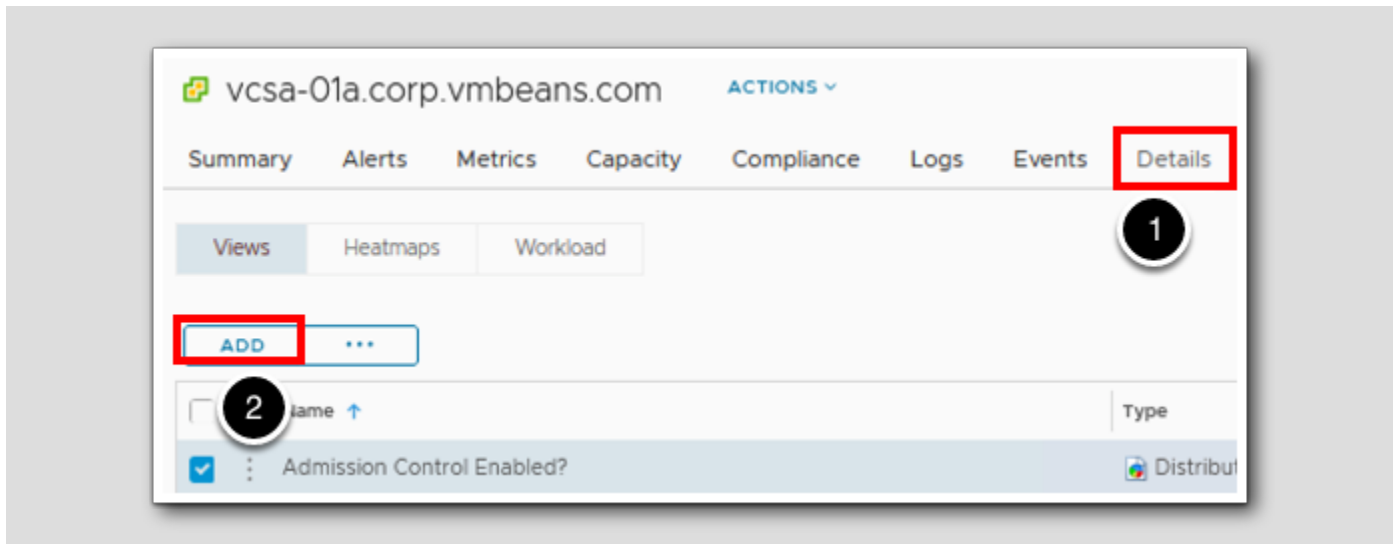 vcsa-01a.corp.vmbeans.com ACTIONS
Summary Alerts Metrics Capacity Compliance Logs Events Details
1
Views Heatmaps Workload
ADD ...
2 ame ↑ Type
Admission Control Enabled? Distribut